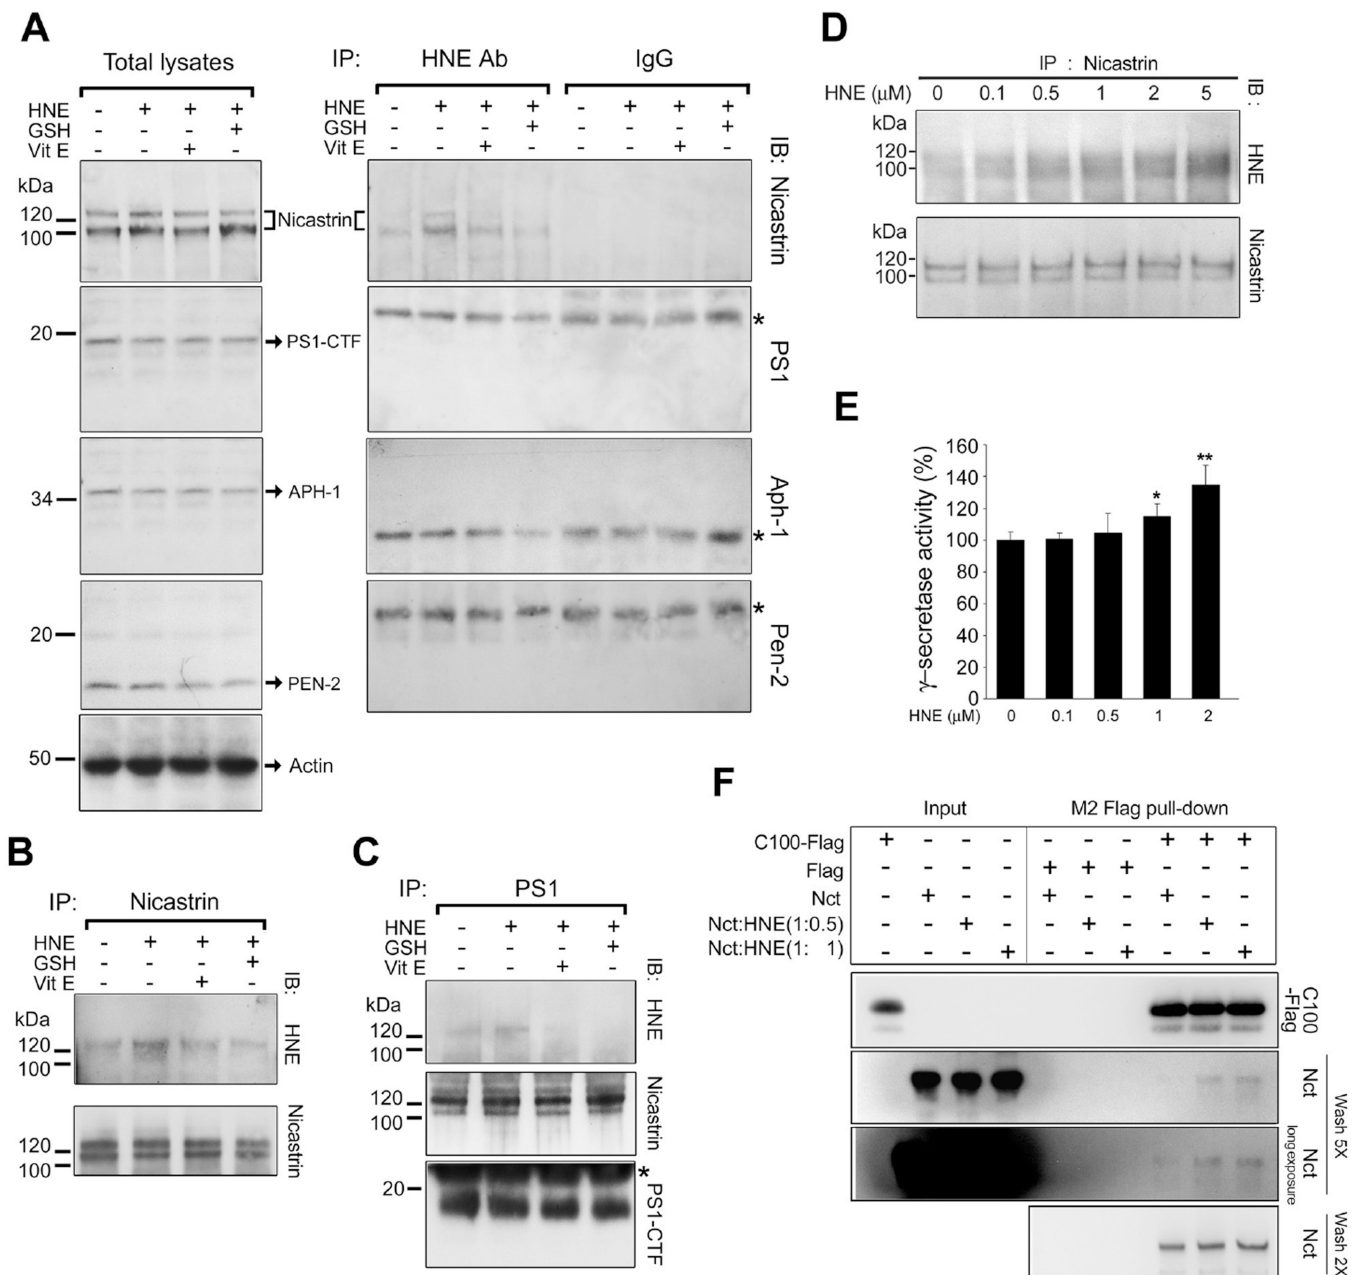 A
Total lysates
HNE - + + +
GSH - - - +
Vit E - - + -
kDa
120
100
Nicastrin
20
PS1-CTF
34
APH-1
20
PEN-2
50
Actin
IP: HNE Ab IgG
HNE - + + + - + + +
GSH - - - + - - - +
Vit E - - + - - - + -
IB: Nicastrin
* PS1
Aph-1 *
* Pen-2
B
IP: Nicastrin
HNE - + + +
GSH - - - +
Vit E - - + -
IB:
kDa
120
100
HNE
120
100
Nicastrin
C
IP: PS1
HNE - + + +
GSH - - - +
Vit E - - + -
IB:
kDa
120
100
HNE
120
100
Nicastrin
20
* PS1-CTF
D
IP : Nicastrin
HNE (μM) 0 0.1 0.5 1 2 5
IB :
kDa
120
100
HNE
kDa
120
100
Nicastrin
E
γ–secretase activity (%)
160
140
120
100
80
60
40
20
0
* **
HNE (μM) 0 0.1 0.5 1 2
F
Input M2 Flag pull-down
C100-Flag + - - - - - - + + +
Flag - - - - + + + - - -
Nct - + - - + - - + - -
Nct:HNE(1:0.5) - - + - - + - - + -
Nct:HNE(1: 1) - - - + - - + - - +
C100
-Flag
Nct
Nct
long exposure
Wash 5X
Nct
Wash 2X